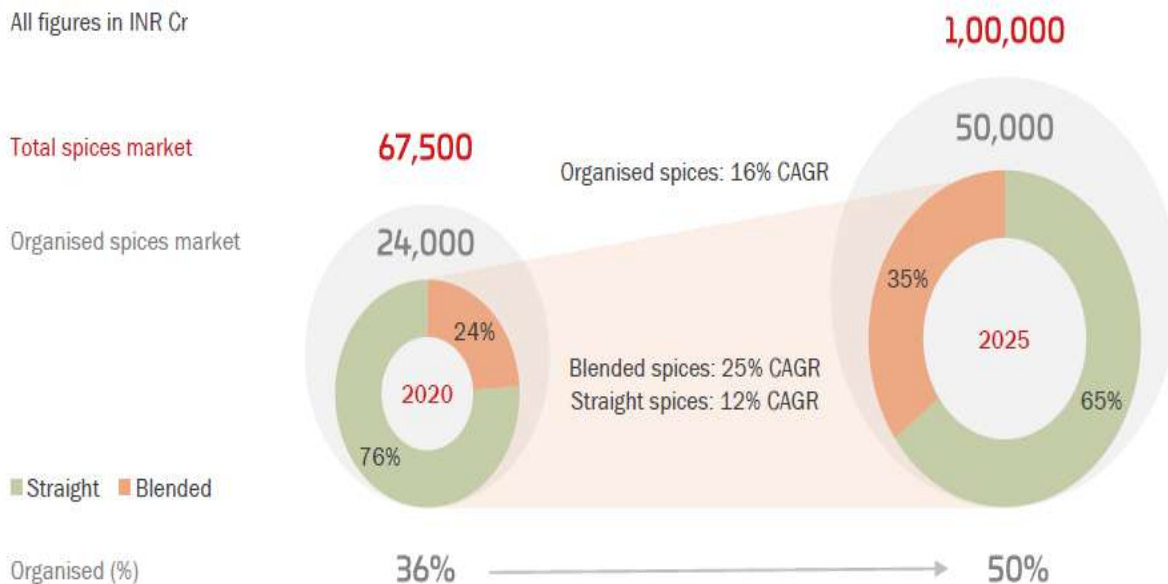 All figures in INR Cr
1,00,000
Total spices market
67,500
50,000
Organised spices: 16% CAGR
Organised spices market
24,000
35%
24%
2020
2025
Blended spices: 25% CAGR
Straight spices: 12% CAGR
65%
76%
Straight
Blended
Organised (%)
36%
50%